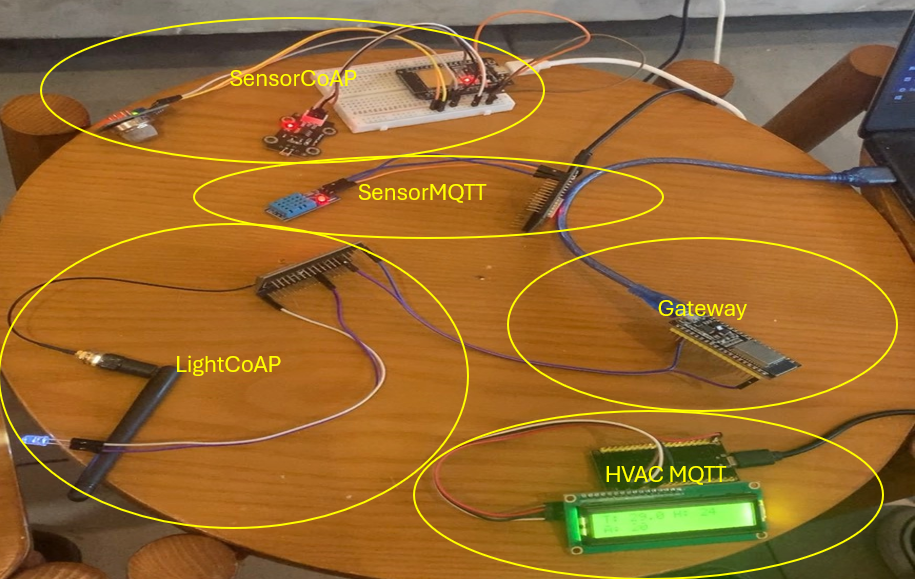 SensorCoAP
SensorMQTT
Gateway
LightCoAP
HVAC MQTT